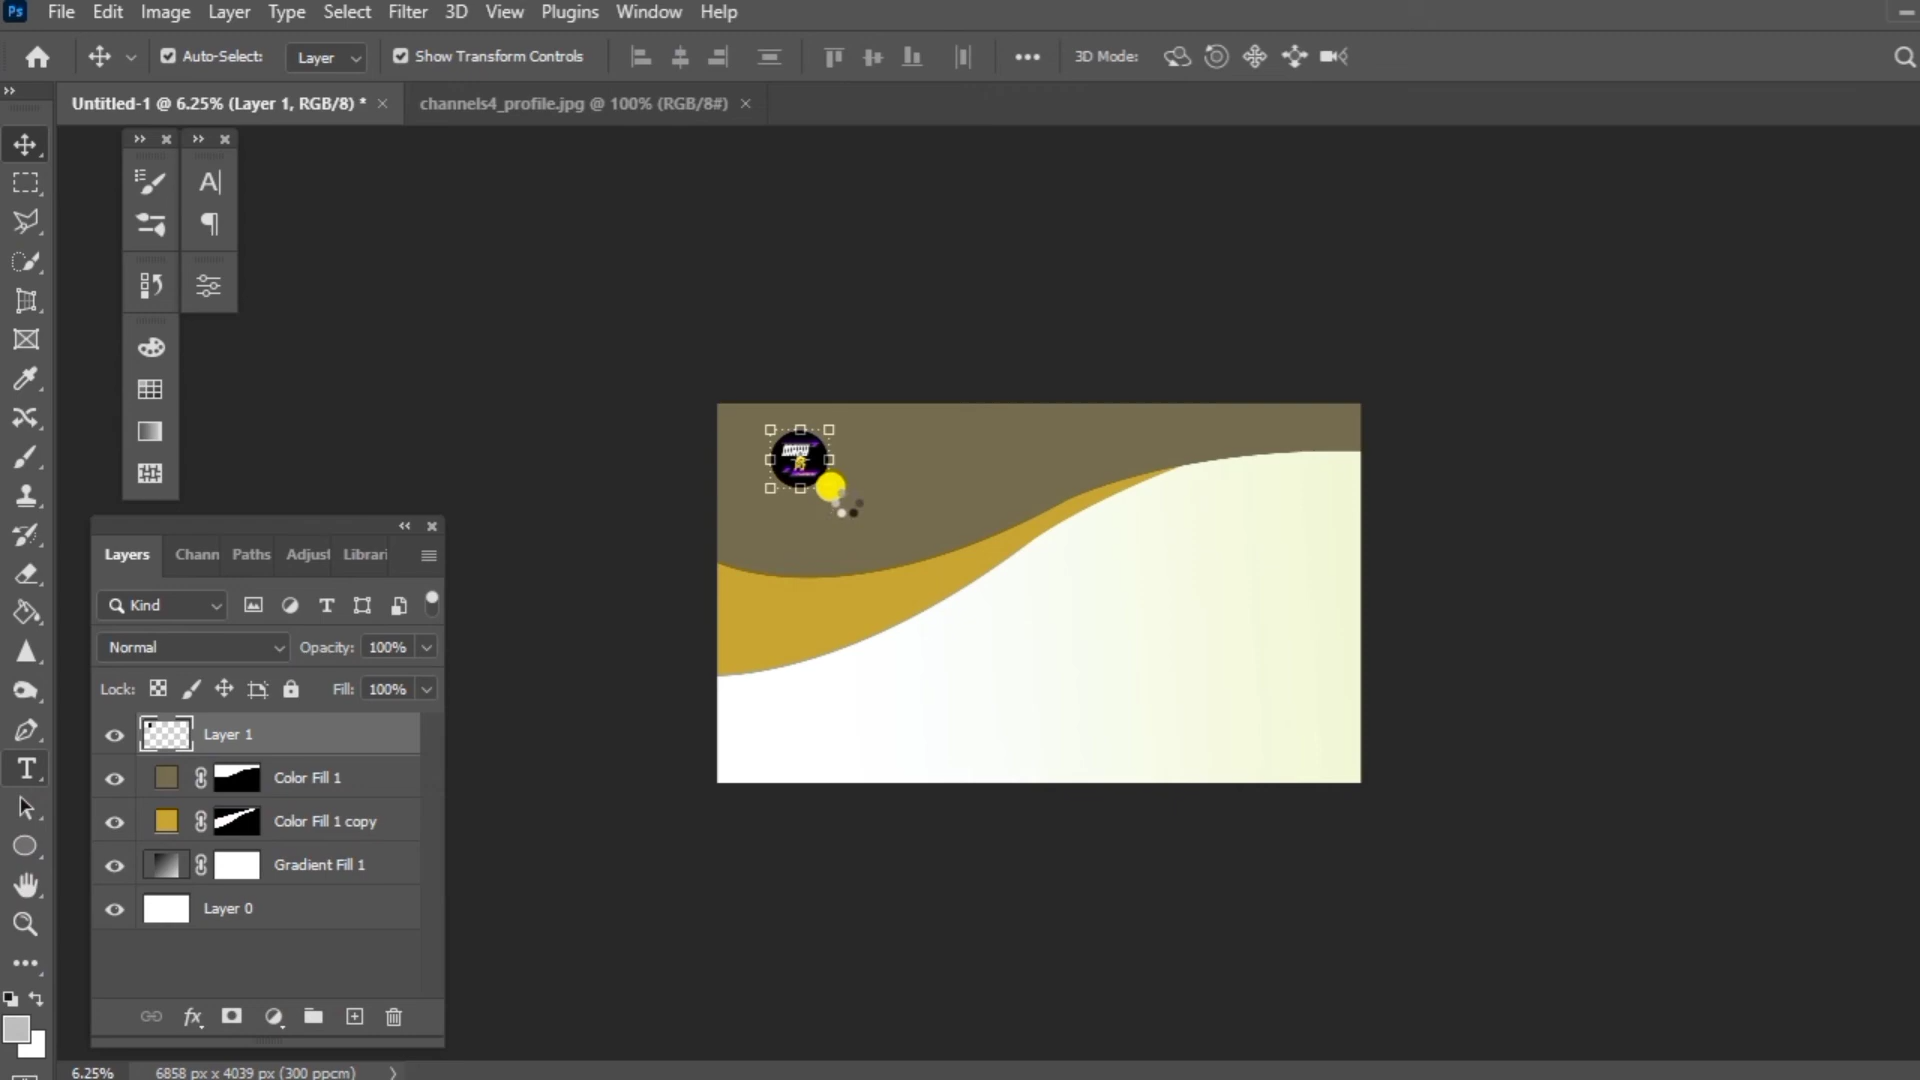 Ps File Edit Image Layer Type Select Filter 3D View Plugins Window Help
Auto-Select: Layer Show Transform Controls 3D Mode:
Untitled-1 @ 6.25% (Layer 1, RGB/8) * channels4_profile.jpg @ 100% (RGB/8#)
Layers Chann Paths Adjust Librari
Kind
Normal Opacity: 100%
Lock: Fill: 100%
Layer 1
Color Fill 1
Color Fill 1 copy
Gradient Fill 1
Layer 0
6.25% 6858 px x 4039 px (300 ppcm)